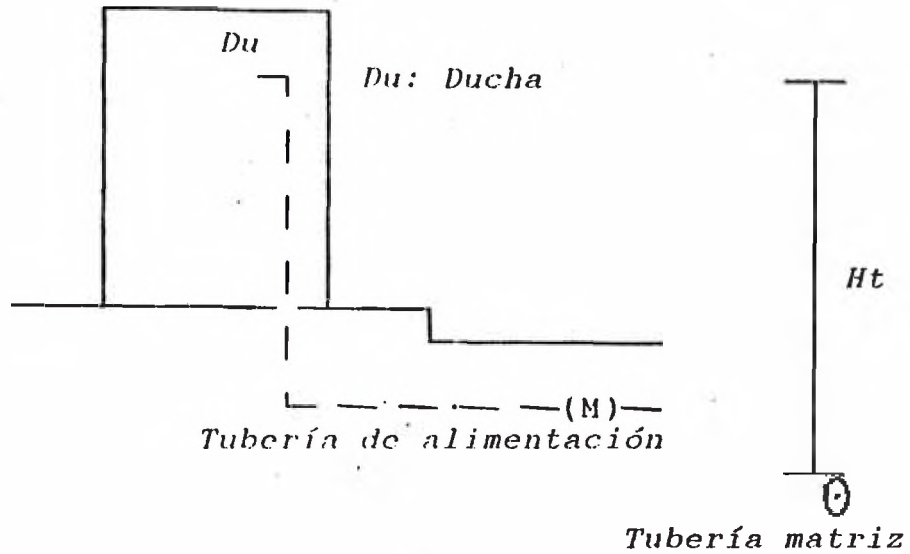 Du
Du: Ducha
Ht
(M)
Tubería de alimentación
Tubería matriz